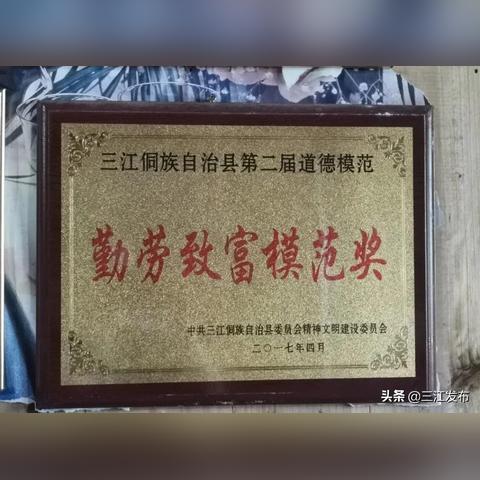 三江侗族自治县第二届道德模范
勤劳致富模范奖
中共三江侗族自治县委员会精神文明建设委员会
二〇一七年四月
头条 @三江发布